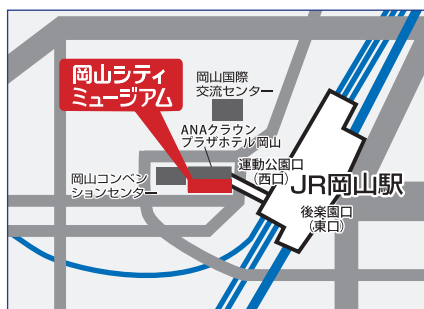 岡山シティ
ミュージアム
岡山国際
交流センター
ANAクラウン
プラザホテル岡山
岡山コンベン
ションセンター
運動公園口
(西口)
JR岡山駅
後楽園口
(東口)